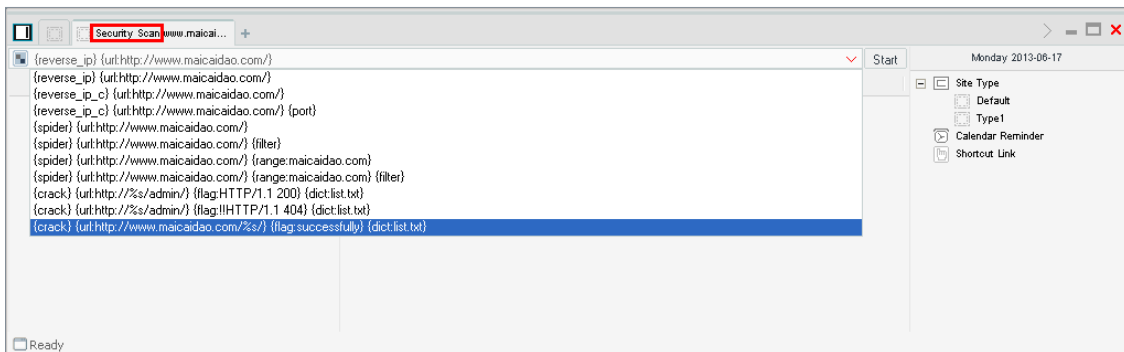 Security Scan www.maicai...
{reverse_ip} {url:http://www.maicaidao.com/}
Start
Monday 2013-06-17
{reverse_ip} {url:http://www.maicaidao.com/}
{reverse_ip_c} {url:http://www.maicaidao.com/}
{reverse_ip_c} {url:http://www.maicaidao.com/} {port}
{spider} {url:http://www.maicaidao.com/}
{spider} {url:http://www.maicaidao.com/} {filter}
{spider} {url:http://www.maicaidao.com/} {range:maicaidao.com}
{spider} {url:http://www.maicaidao.com/} {range:maicaidao.com} {filter}
{crack} {url:http://%s/admin/} {flag:HTTP/1.1 200} {dict:list.txt}
{crack} {url:http://%s/admin/} {flag:!!HTTP/1.1 404} {dict:list.txt}
{crack} {url:http://www.maicaidao.com/%s/} {flag:successfully} {dict:list.txt}
Site Type
Default
Type1
Calendar Reminder
Shortcut Link
Ready